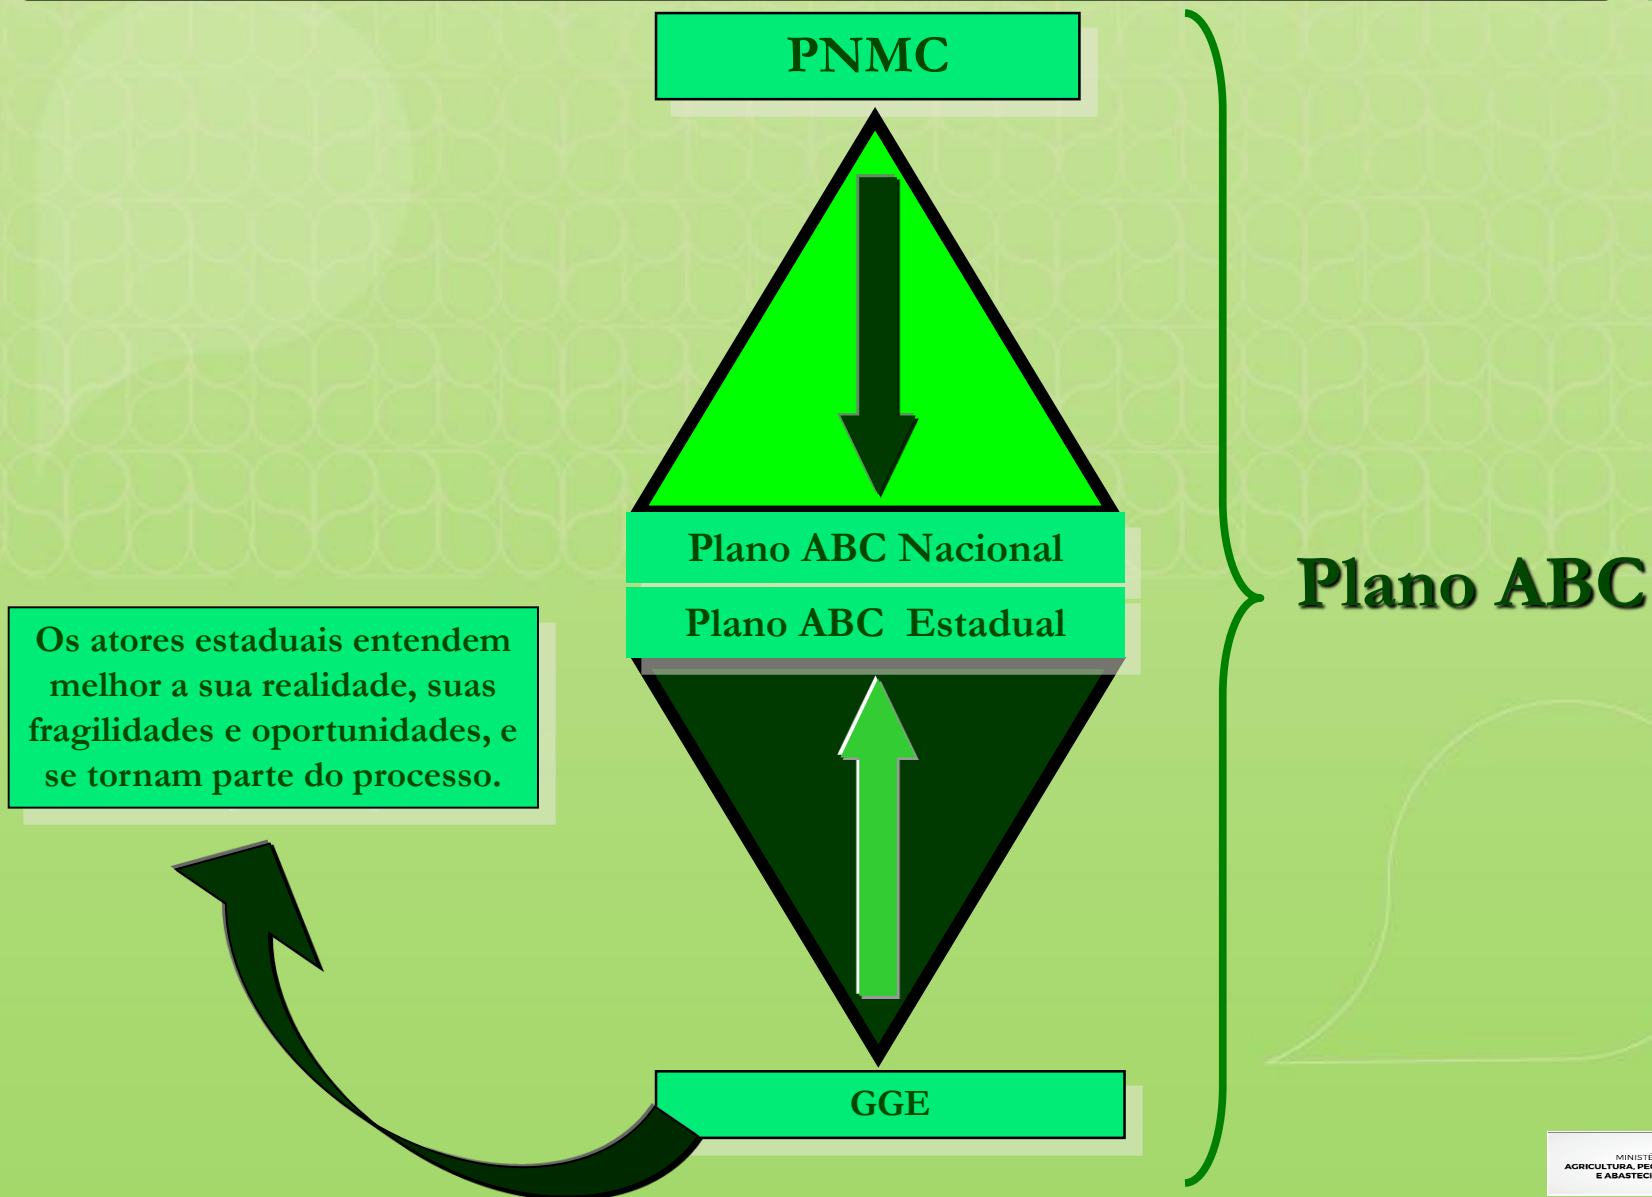 PNMC
Plano ABC Nacional
Plano ABC Estadual
Plano ABC
Os atores estaduais entendem
melhor a sua realidade, suas
fragilidades e oportunidades, e
se tornam parte do processo.
GGE
AGRICULTURA,
E